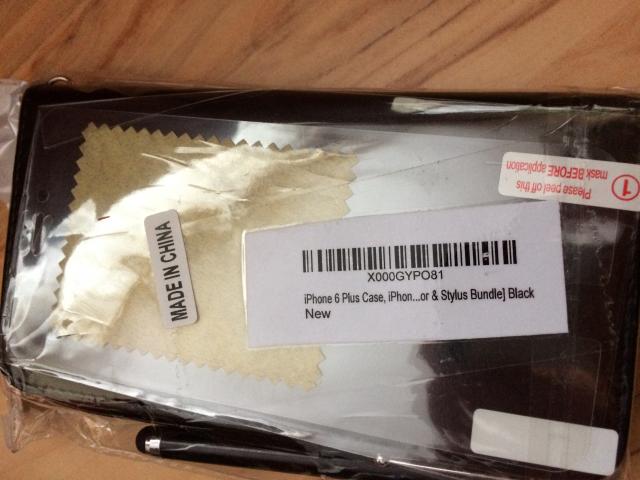 Please peel off this
mask BEFORE application
1
MADE IN CHINA
X000GYPO81
iPhone 6 Plus Case, iPhon...or & Stylus Bundle] Black
New